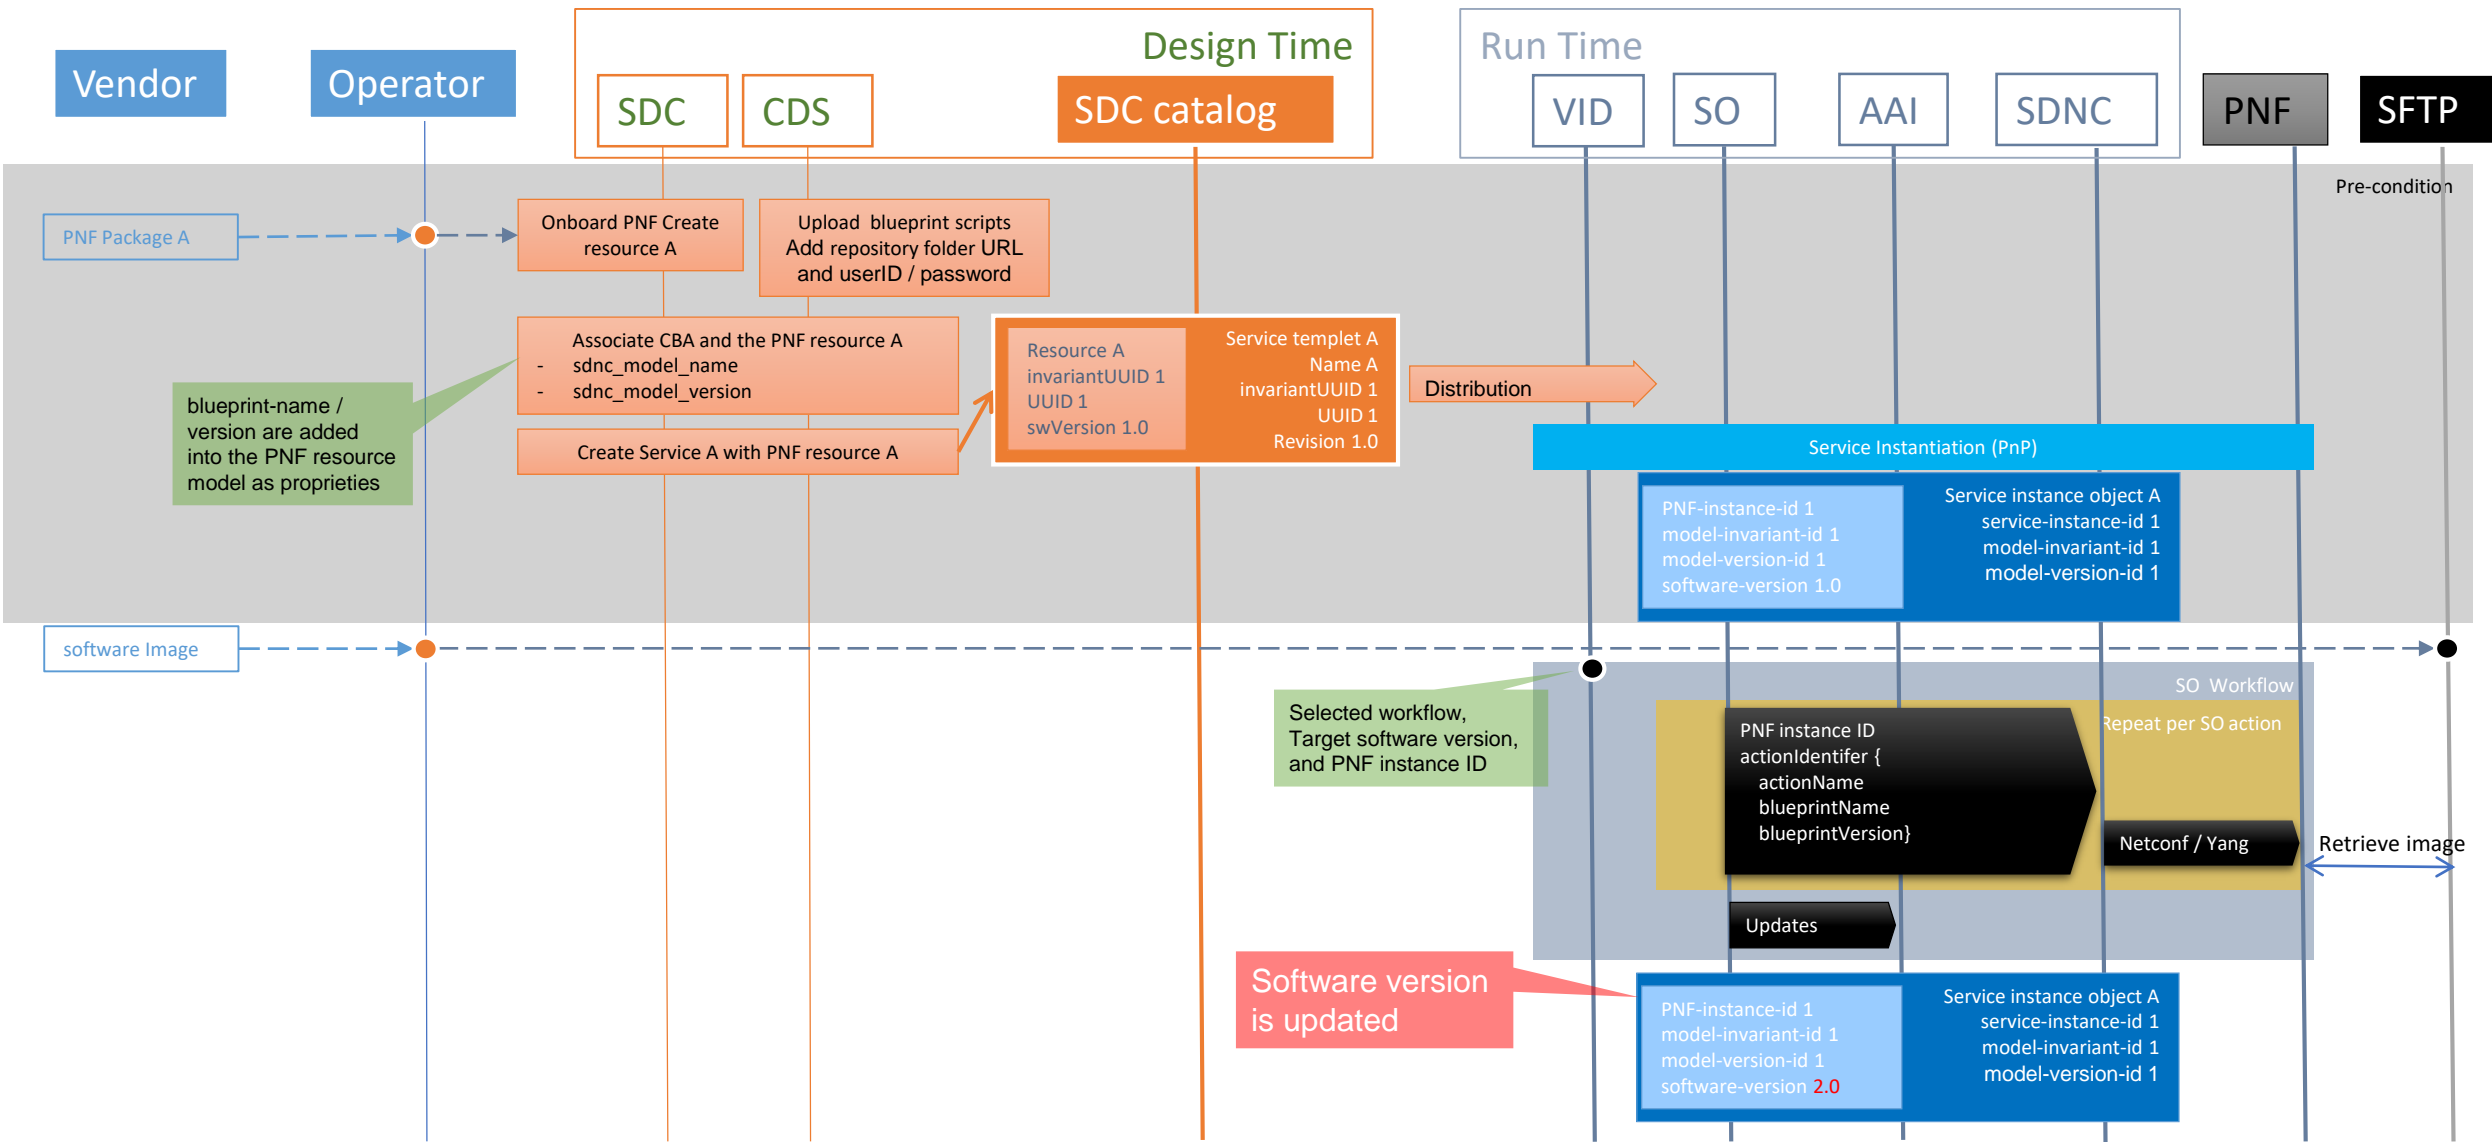 Design Time
Run Time
Vendor
Operator
SDC
CDS
SDC catalog
VID
SO
AAI
SDNC
PNF
SFTP
Pre-condition
PNF Package A
Onboard PNF Create
resource A
Upload blueprint scripts
Add repository folder URL
and userID / password
Associate CBA and the PNF resource A
- sdnc_model_name
- sdnc_model_version
blueprint-name /
version are added
into the PNF resource
model as proprieties
Create Service A with PNF resource A
Resource A
invariantUUID 1
UUID 1
swVersion 1.0
Service templet A
Name A
invariantUUID 1
UUID 1
Revision 1.0
Distribution
Service Instantiation (PnP)
PNF-instance-id 1
model-invariant-id 1
model-version-id 1
software-version 1.0
Service instance object A
service-instance-id 1
model-invariant-id 1
model-version-id 1
software Image
SO Workflow
Selected workflow,
Target software version,
and PNF instance ID
Repeat per SO action
PNF instance ID
actionIdentifer {
actionName
blueprintName
blueprintVersion}
Netconf / Yang
Retrieve image
Updates
Software version
is updated
PNF-instance-id 1
model-invariant-id 1
model-version-id 1
software-version 2.0
Service instance object A
service-instance-id 1
model-invariant-id 1
model-version-id 1